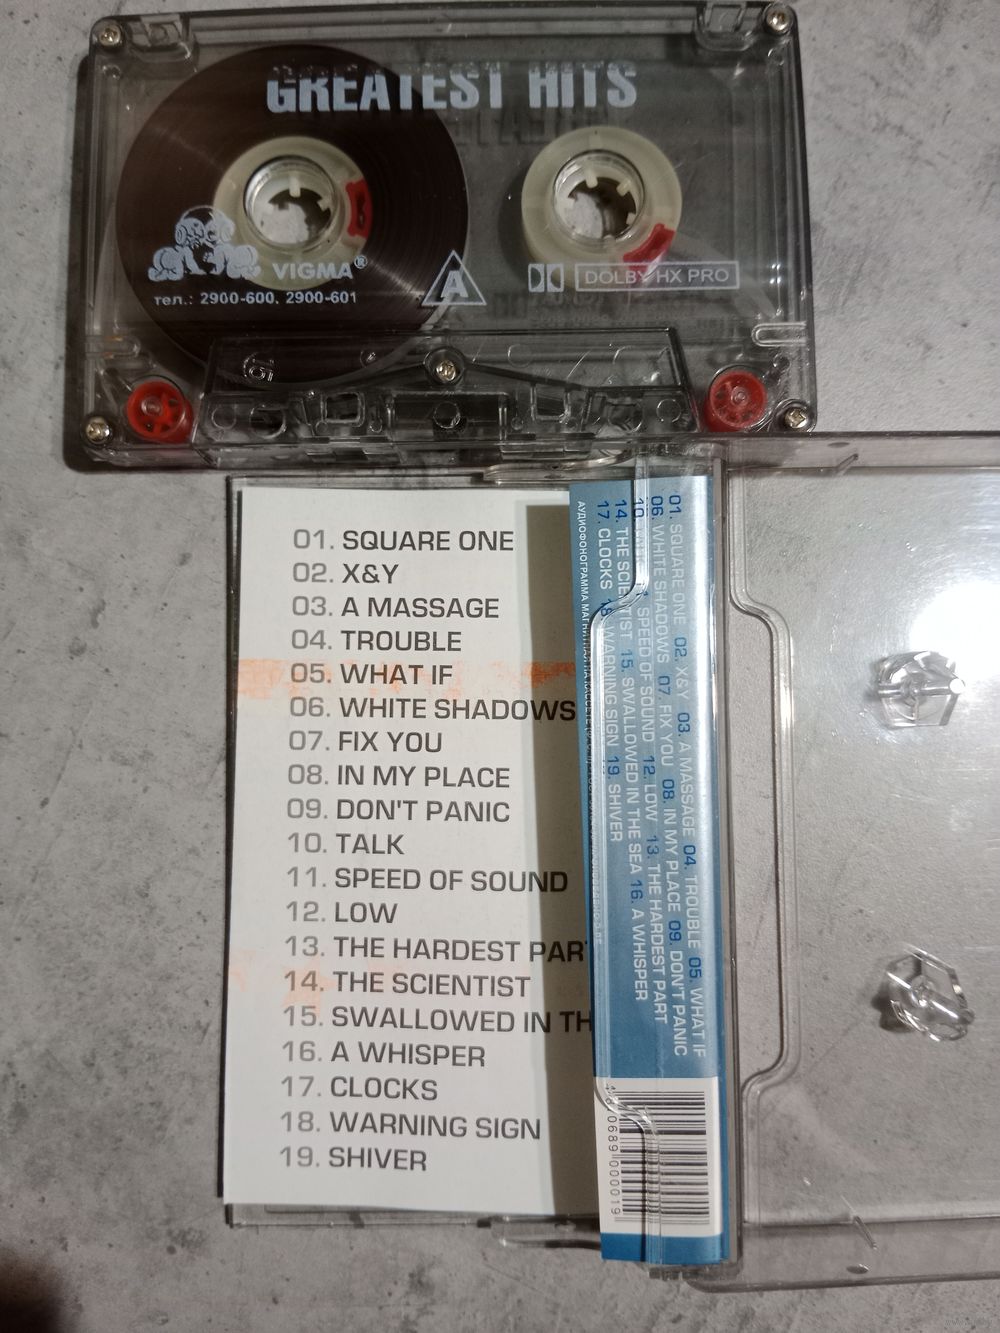 GREATEST HITS
VIGMA®
тел.: 2900-600, 2900-601
A
DOLBY HX PRO
15
01. SQUARE ONE
02. X&Y
03. A MASSAGE
04. TROUBLE
05. WHAT IF
06. WHITE SHADOWS
07. FIX YOU
08. IN MY PLACE
09. DON'T PANIC
10. TALK
11. SPEED OF SOUND
12. LOW
13. THE HARDEST PAR
14. THE SCIENTIST
15. SWALLOWED IN TH
16. A WHISPER
17. CLOCKS
18. WARNING SIGN
19. SHIVER
01. SQUARE ONE 02. X&Y 03. A MASSAGE 04. TROUBLE 05. WHAT IF
06. WHITE SHADOWS 07. FIX YOU 08. IN MY PLACE 09. DON'T PANIC
10. TALK 11. SPEED OF SOUND 12. LOW 13. THE HARDEST PART
14. THE SCIENTIST 15. SWALLOWED IN THE SEA 16. A WHISPER
17. CLOCKS 18. WARNING SIGN 19. SHIVER
АУДИОФОНОГРАММА МАГНИТНАЯ НА КАССЕТЕ